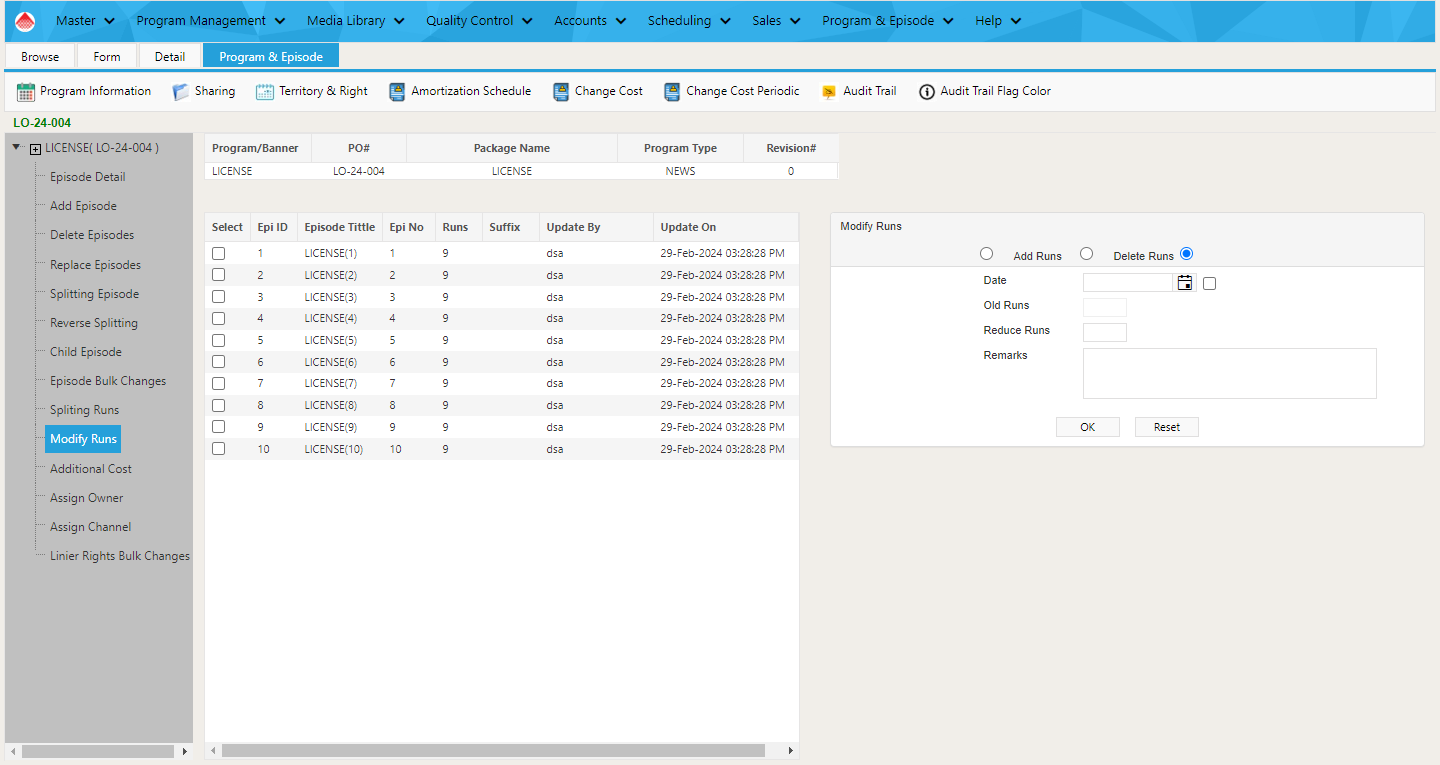 Master Program Management Media Library Quality Control Accounts Scheduling Sales Program & Episode Help
Browse Form Detail Program & Episode
Program Information Sharing Territory & Right Amortization Schedule Change Cost Change Cost Periodic Audit Trail Audit Trail Flag Color
LO-24-004
LICENSE( LO-24-004 )
Episode Detail
Add Episode
Delete Episodes
Replace Episodes
Splitting Episode
Reverse Splitting
Child Episode
Episode Bulk Changes
Spliting Runs
Modify Runs
Additional Cost
Assign Owner
Assign Channel
Linier Rights Bulk Changes
Program/Banner PO# Package Name Program Type Revision#
LICENSE LO-24-004 LICENSE NEWS 0
Select Epi ID Episode Tittle Epi No Runs Suffix Update By Update On
1 LICENSE(1) 1 9 dsa 29-Feb-2024 03:28:28 PM
2 LICENSE(2) 2 9 dsa 29-Feb-2024 03:28:28 PM
3 LICENSE(3) 3 9 dsa 29-Feb-2024 03:28:28 PM
4 LICENSE(4) 4 9 dsa 29-Feb-2024 03:28:28 PM
5 LICENSE(5) 5 9 dsa 29-Feb-2024 03:28:28 PM
6 LICENSE(6) 6 9 dsa 29-Feb-2024 03:28:28 PM
7 LICENSE(7) 7 9 dsa 29-Feb-2024 03:28:28 PM
8 LICENSE(8) 8 9 dsa 29-Feb-2024 03:28:28 PM
9 LICENSE(9) 9 9 dsa 29-Feb-2024 03:28:28 PM
10 LICENSE(10) 10 9 dsa 29-Feb-2024 03:28:28 PM
Modify Runs
Add Runs Delete Runs
Date
Old Runs
Reduce Runs
Remarks
OK Reset